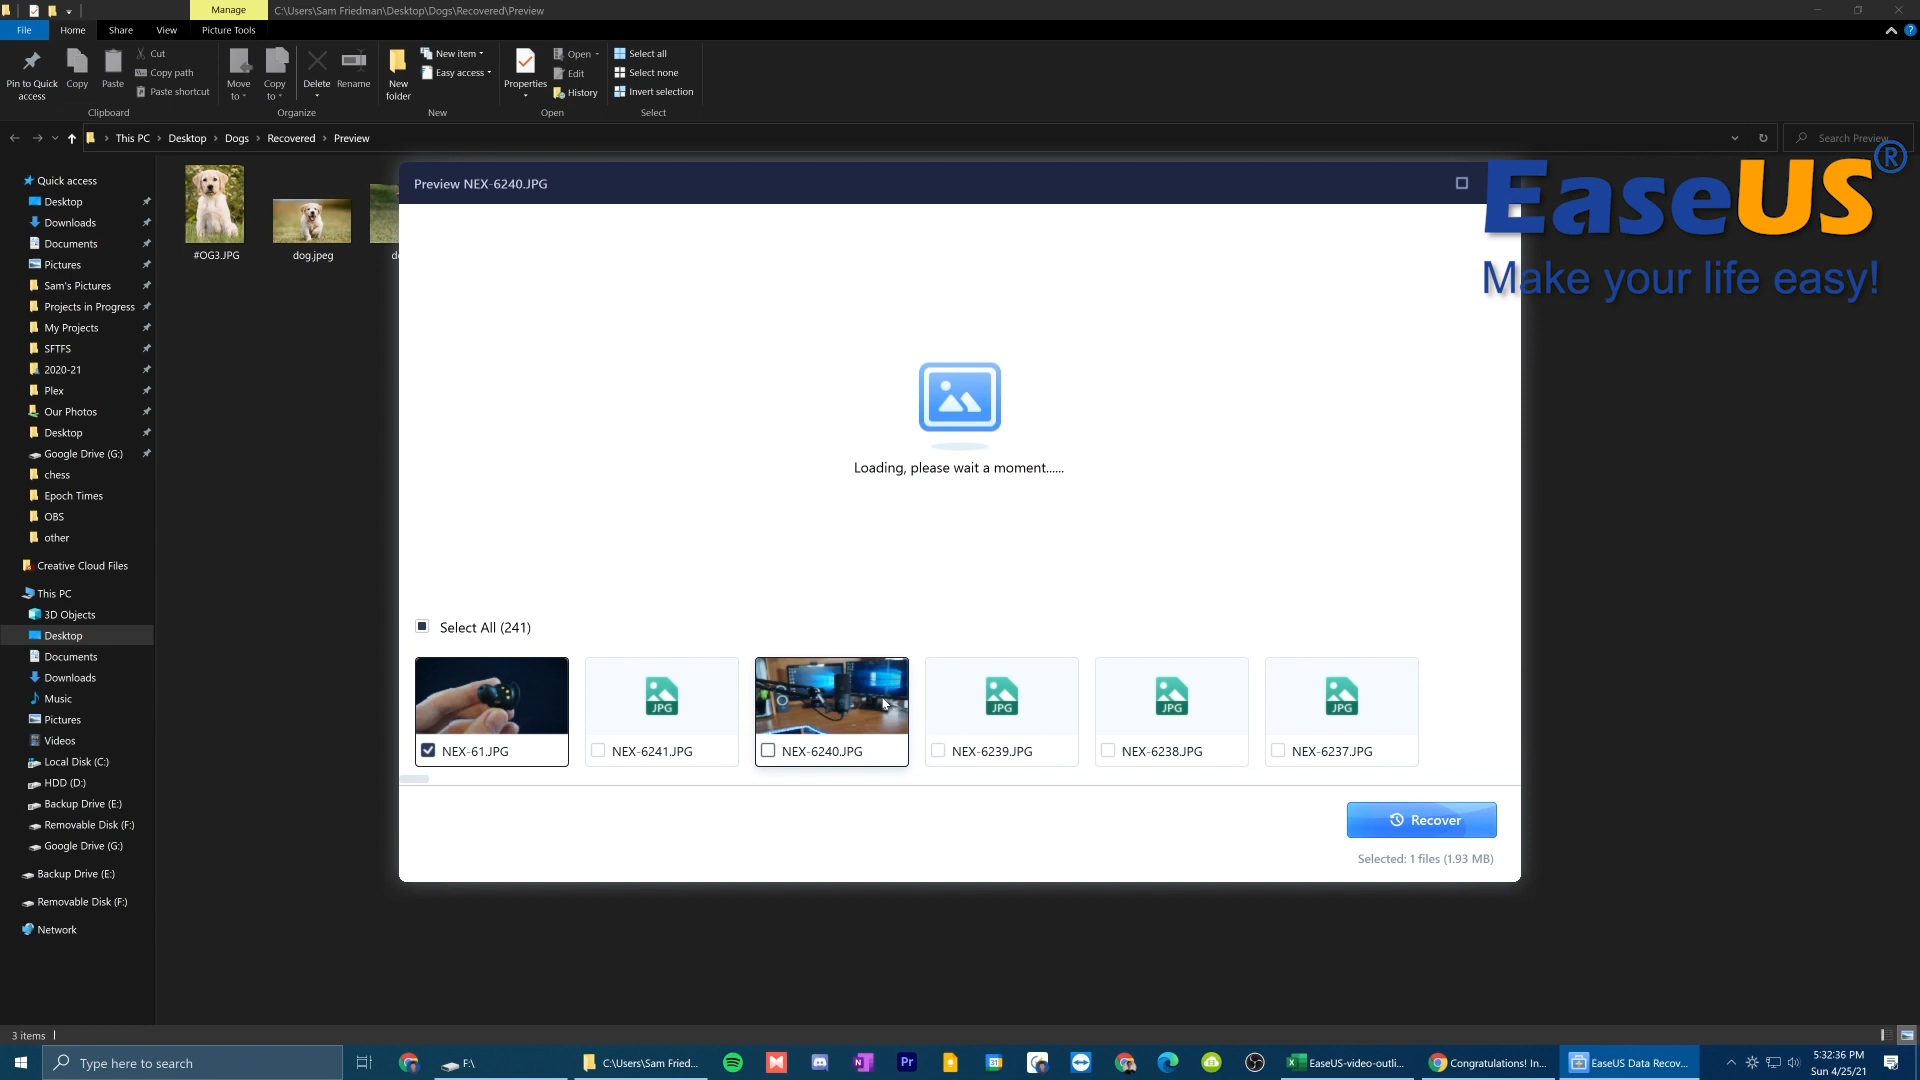 Manage
C:\Users\Sam Friedman\Desktop\Dogs\Recovered\Preview
File Home Share View Picture Tools
Pin to Quick access
Copy
Paste
Cut
Copy path
Paste shortcut
Move to
Copy to
Delete
Rename
New folder
New item
Easy access
Properties
Open
Edit
History
Select all
Select none
Invert selection
Clipboard Organize New Open Select
This PC > Desktop > Dogs > Recovered > Preview
Search Preview
EaseUS®
Make your life easy!
Quick access
Desktop
Downloads
Documents
Pictures
Sam's Pictures
Projects in Progress
My Projects
SFTFS
2020-21
Plex
Our Photos
Desktop
Google Drive (G:)
chess
Epoch Times
OBS
other
Creative Cloud Files
This PC
3D Objects
Desktop
Documents
Downloads
Music
Pictures
Videos
Local Disk (C:)
HDD (D:)
Backup Drive (E:)
Removable Disk (F:)
Google Drive (G:)
Backup Drive (E:)
Removable Disk (F:)
Network
#OG3.JPG
dog.jpeg
Preview NEX-6240.JPG
Loading, please wait a moment......
Select All (241)
JPG JPG JPG JPG
NEX-61.JPG NEX-6241.JPG NEX-6240.JPG NEX-6239.JPG NEX-6238.JPG NEX-6237.JPG
Recover
Selected: 1 files (1.93 MB)
3 items
Type here to search
F:\
C:\Users\Sam Fried...
N
Pr
31
EaseUS-video-outli...
Congratulations! In...
EaseUS Data Recov...
5:32:36 PM
Sun 4/25/21